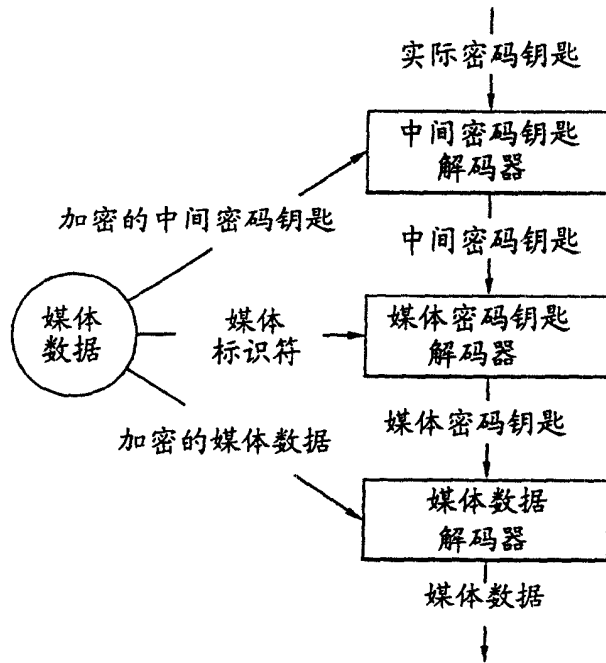 实际密码钥匙
中间密码钥匙
解码器
加密的中间密码钥匙
中间密码钥匙
媒体
数据
媒体
标识符
媒体密码钥匙
解码器
加密的媒体数据
媒体密码钥匙
媒体数据
解码器
媒体数据